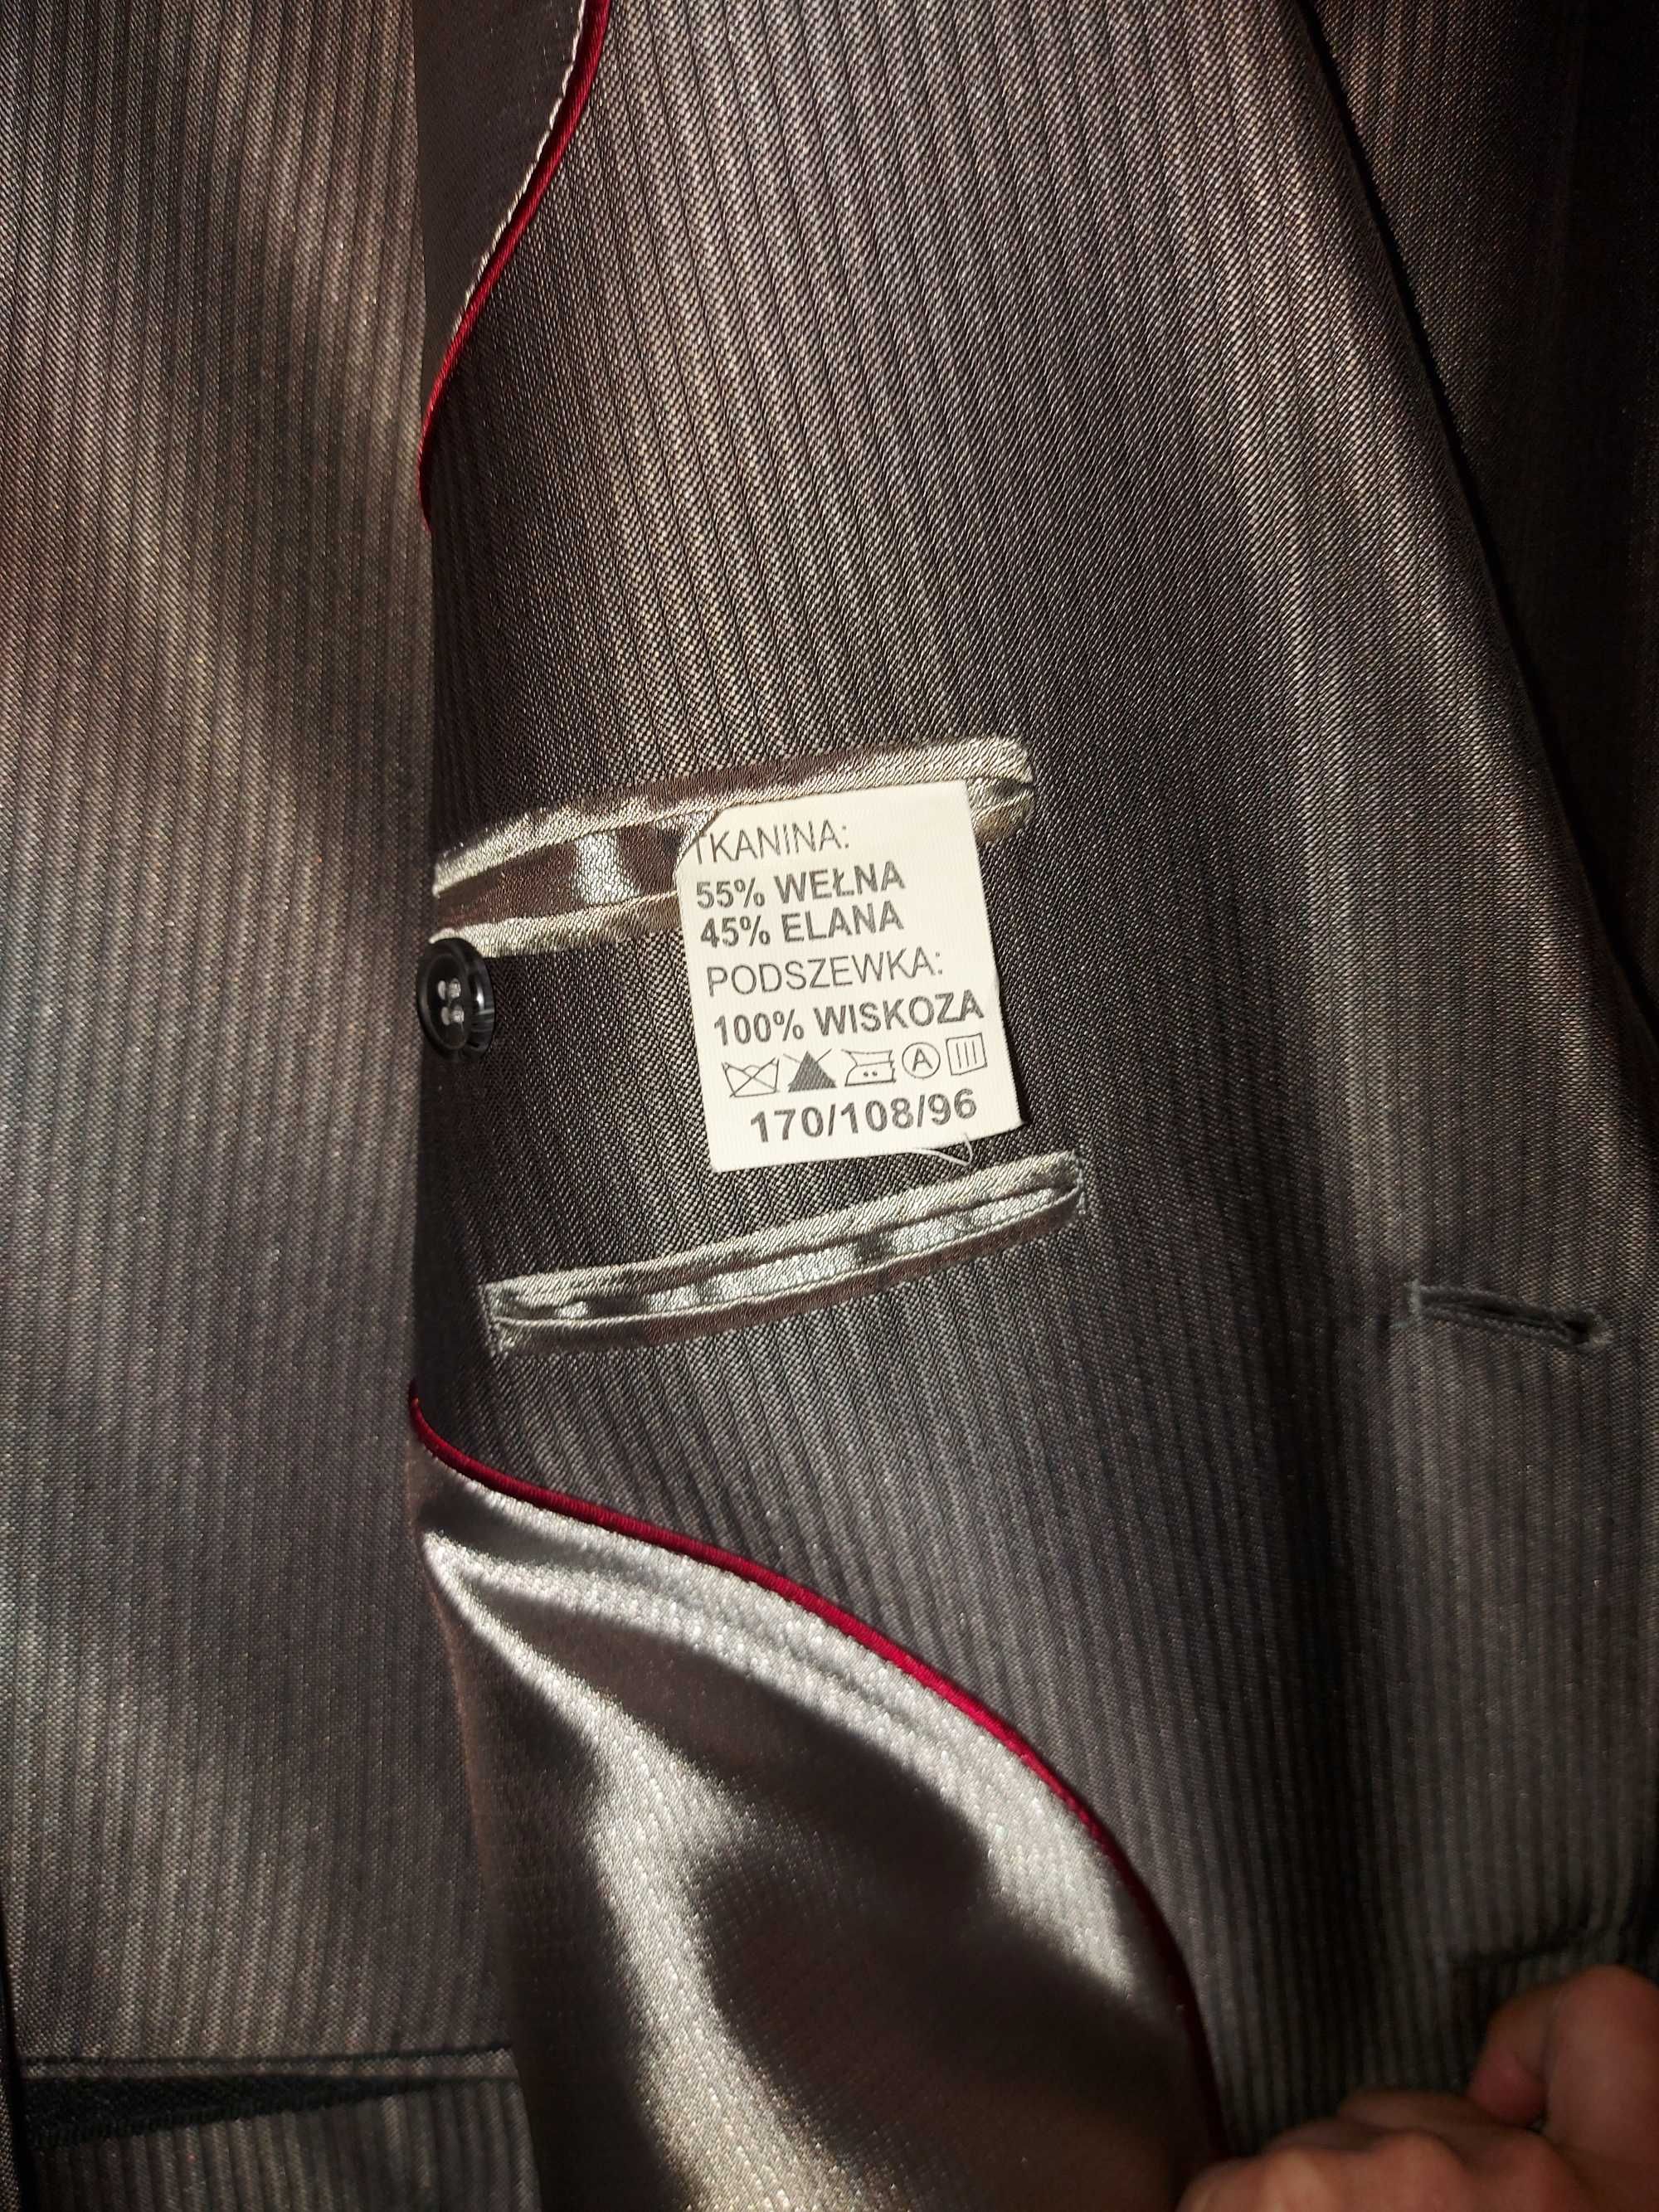 TKANINA:
55% WEŁNA
45% ELANA
PODSZEWKA:
100% WISKOZA
A
170/108/96